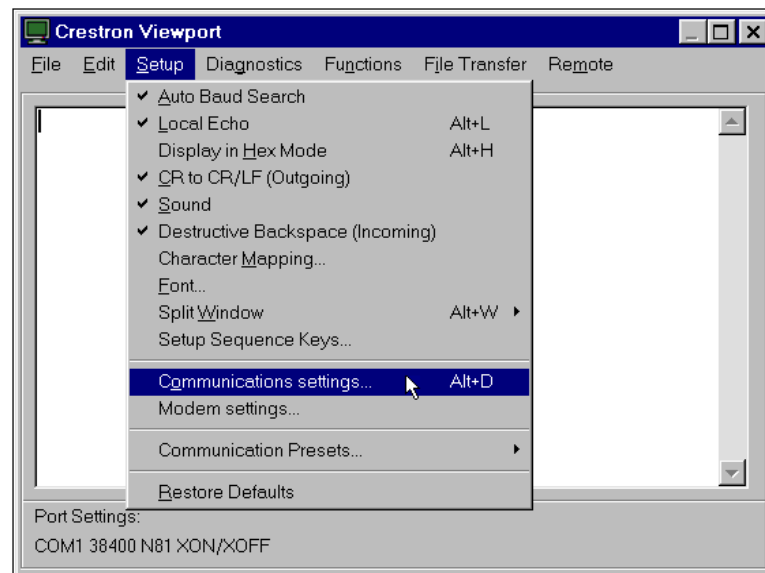 Crestron Viewport
File Edit Setup Diagnostics Functions File Transfer Remote
Auto Baud Search
Local Echo Alt+L
Display in Hex Mode Alt+H
CR to CR/LF (Outgoing)
Sound
Destructive Backspace (Incoming)
Character Mapping...
Font...
Split Window Alt+W
Setup Sequence Keys...
Communications settings... Alt+D
Modem settings...
Communication Presets...
Restore Defaults
Port Settings:
COM1 38400 N81 XON/XOFF